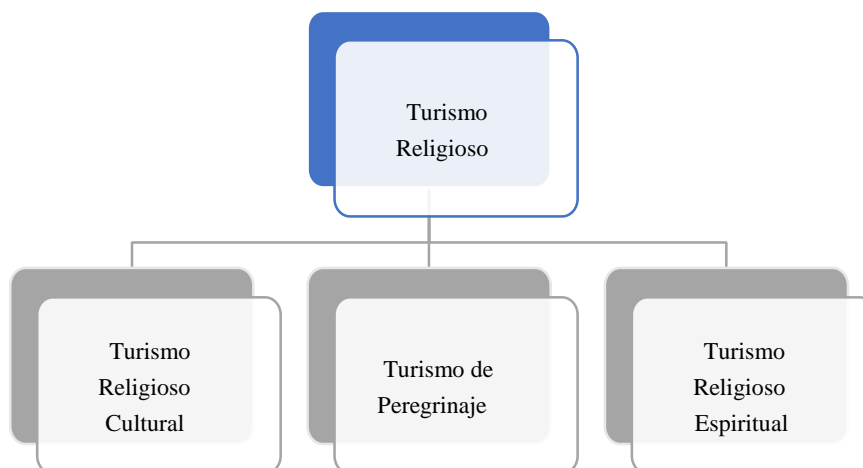 Turismo
Religioso
Turismo
Religioso
Cultural
Turismo de
Peregrinaje
Turismo
Religioso
Espiritual